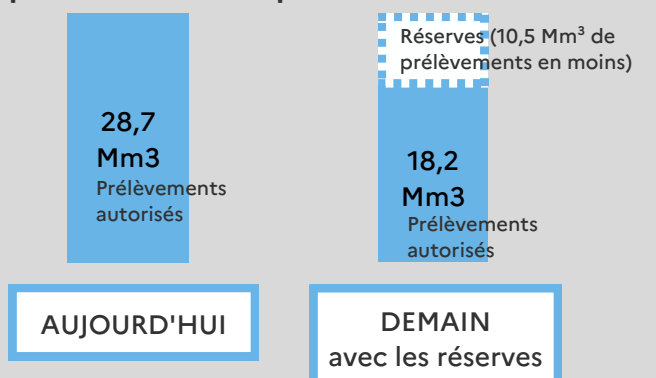 28,7
Mm3
Prélèvements
autorisés
AUJOURD'HUI
Réserves (10,5 Mm³ de
prélèvements en moins)
18,2
Mm3
Prélèvements
autorisés
DEMAIN
avec les réserves